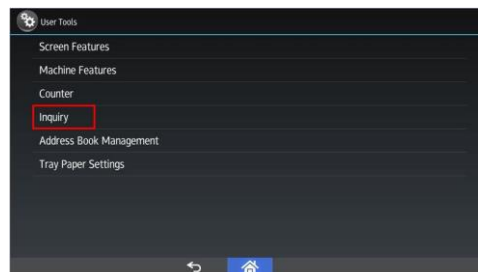 User Tools
Screen Features
Machine Features
Counter
Inquiry
Address Book Management
Tray Paper Settings